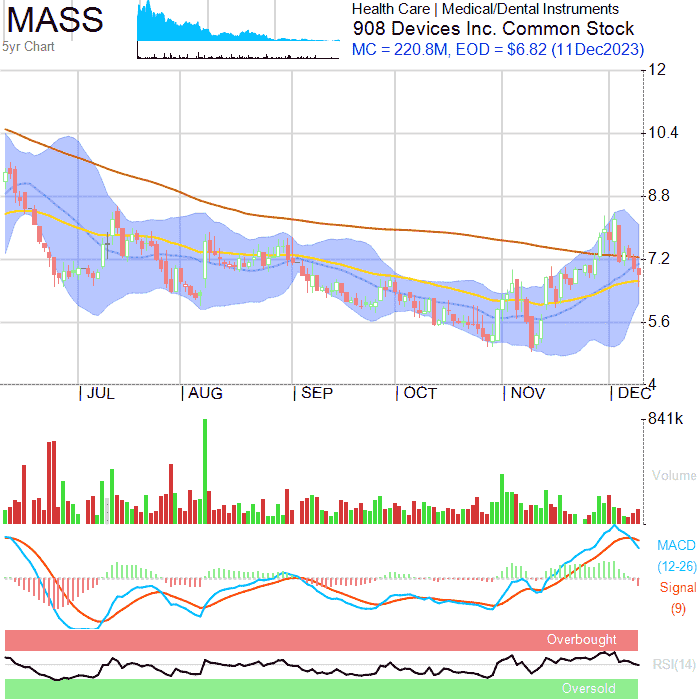 MASS
5yr Chart
Health Care | Medical/Dental Instruments
908 Devices Inc. Common Stock
MC = 220.8M, EOD = $6.82 (11Dec2023)
12
10.4
8.8
7.2
5.6
4
JUL AUG SEP OCT NOV DEC
841k
Volume
MACD
(12-26)
Signal
(9)
Overbought
RSI(14)
Oversold